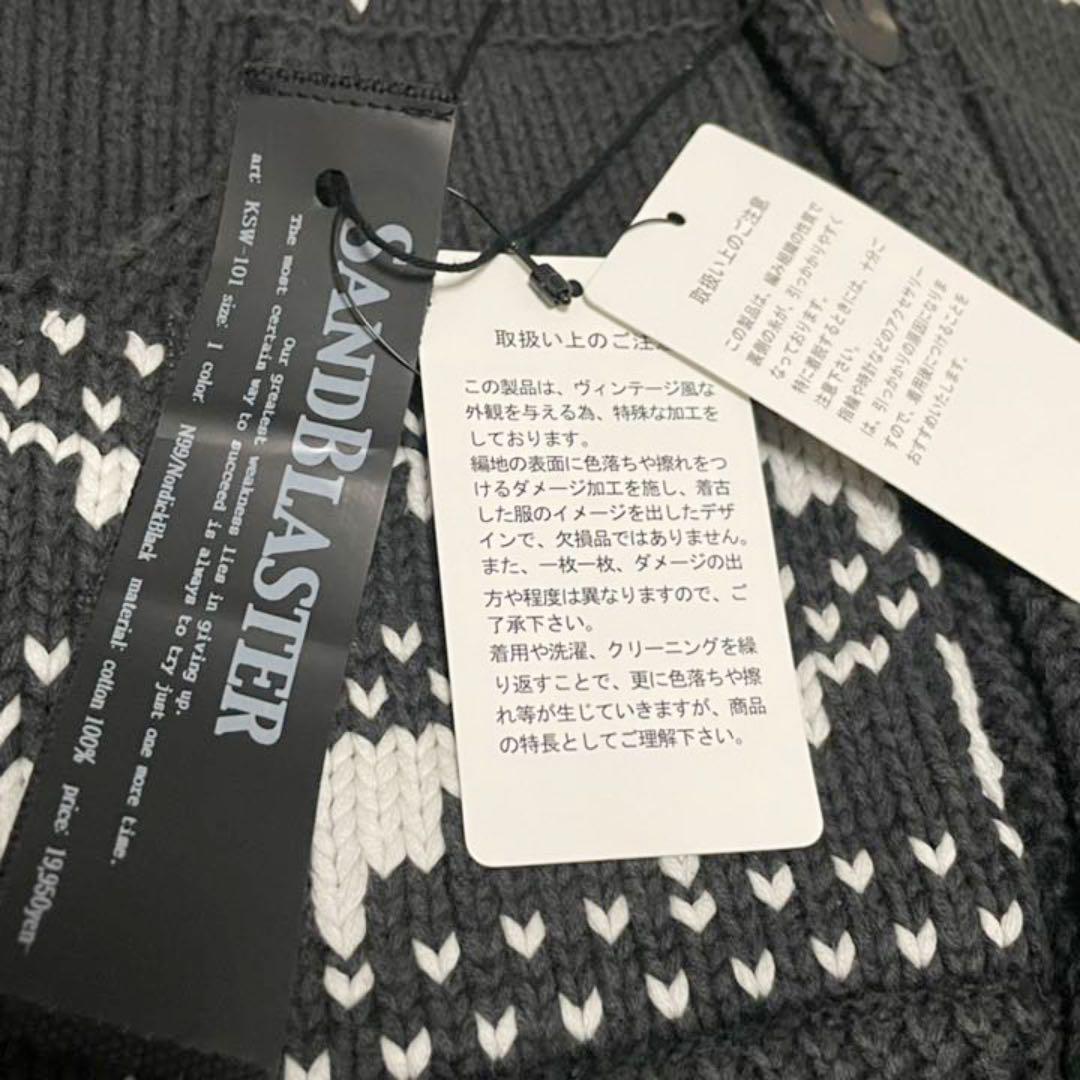 SANDBLASTER
Our greatest weakness lies in giving up.
The most certain way to succeed is always to try just one more time.
art: KSW-101 size: 1 color: N99/NordickBlack material: cotton 100% price: 19,950yen
取扱い上のご注意
この製品は、ヴィンテージ風な
外観を与える為、特殊な加工を
しております。
編地の表面に色落ちや擦れをつ
けるダメージ加工を施し、着古
した服のイメージを出したデザ
インで、欠損品ではありません。
また、一枚一枚、ダメージの出
方や程度は異なりますので、ご
了承下さい。
着用や洗濯、クリーニングを繰
り返すことで、更に色落ちや擦
れ等が生じていきますが、商品
の特長としてご理解下さい。
取扱い上のご注意
この製品は、編み組織の性質で
裏側の糸が、引っかかりやすく
なっております。
特に着脱するときには、十分ご
注意下さい。
指輪や時計などのアクセサリー
は、引っかかりの原因になりま
すので、着用後につけることを
おすすめいたします。